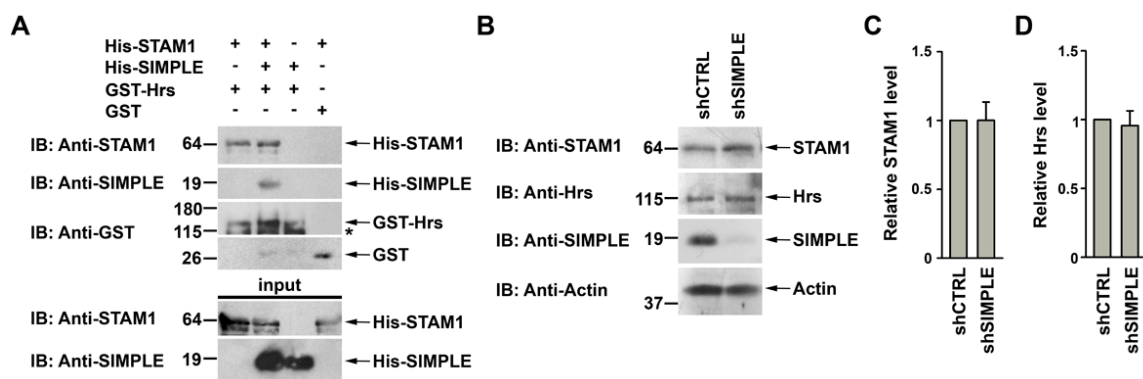 A
His-STAM1 + + - +
His-SIMPLE - + + -
GST-Hrs + + + -
GST - - - +
IB: Anti-STAM1 64 His-STAM1
IB: Anti-SIMPLE 19 His-SIMPLE
180
IB: Anti-GST 115 GST-Hrs
*
26 GST
input
IB: Anti-STAM1 64 His-STAM1
IB: Anti-SIMPLE 19 His-SIMPLE
B
shCTRL shSIMPLE
IB: Anti-STAM1 64 STAM1
IB: Anti-Hrs 115 Hrs
IB: Anti-SIMPLE 19 SIMPLE
IB: Anti-Actin Actin
37
C
Relative STAM1 level
1.5
1
0.5
0
shCTRL shSIMPLE
D
Relative Hrs level
1.5
1
0.5
0
shCTRL shSIMPLE